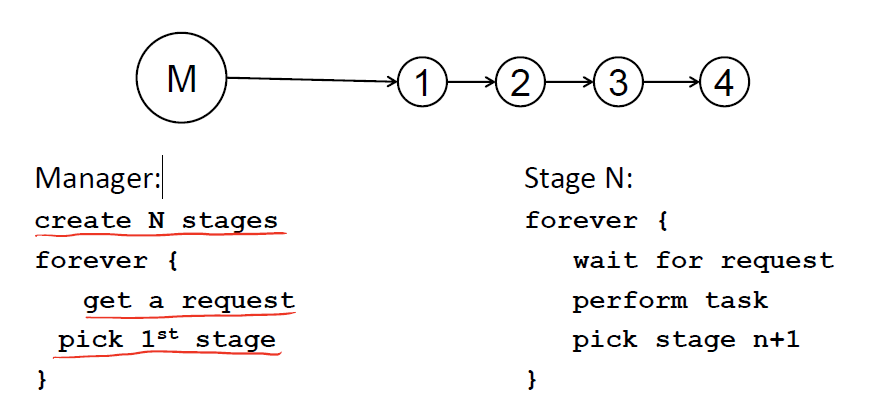 M 1 2 3 4
Manager:
create N stages
forever {
get a request
pick 1st stage
}
Stage N:
forever {
wait for request
perform task
pick stage n+1
}